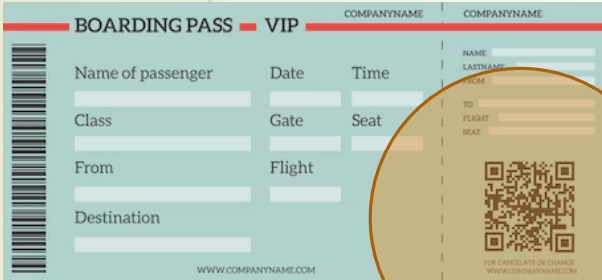 BOARDING PASS VIP
COMPANYNAME
COMPANYNAME
Name of passenger
Date
Time
Class
Gate
Seat
From
Flight
Destination
WWW.COMPANYNAME.COM
NAME
LASTNAME
FROM
TO
FLIGHT
SEAT
FOR CANCELATE OR CHANGE
WWW.COMPANYNAME.COM